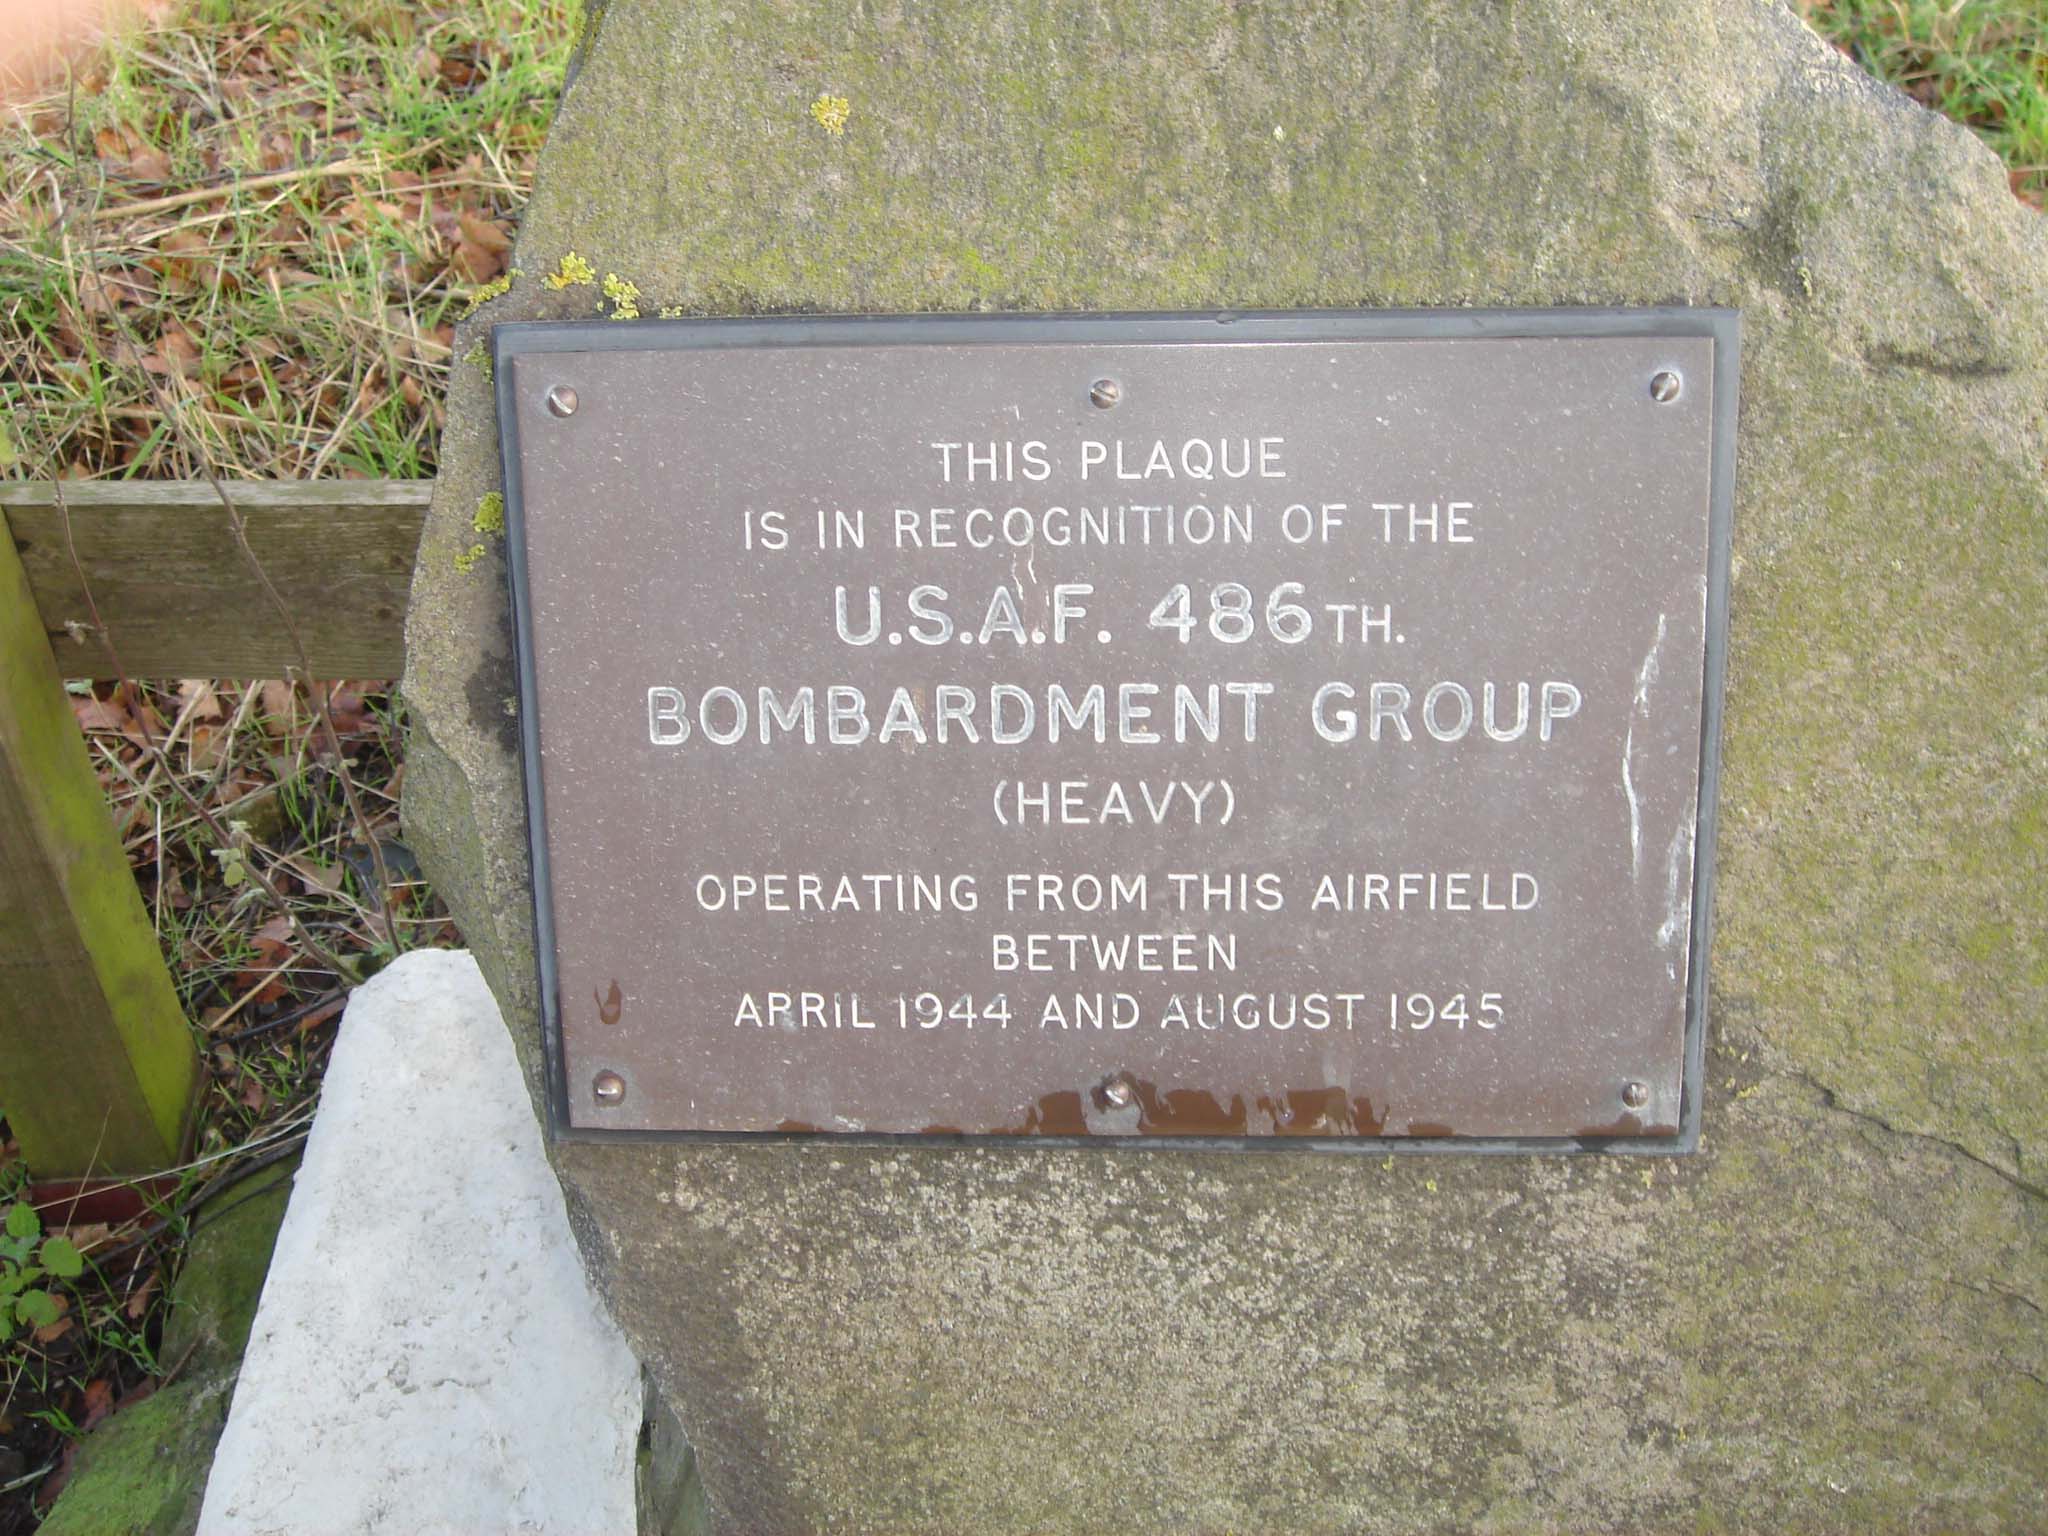 THIS PLAQUE
IS IN RECOGNITION OF THE
U.S.A.F. 486TH.
BOMBARDMENT GROUP
(HEAVY)
OPERATING FROM THIS AIRFIELD
BETWEEN
APRIL 1944 AND AUGUST 1945